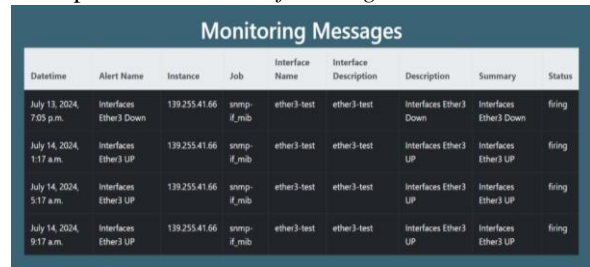 Monitoring Messages
Datetime Alert Name Instance Job Interface Name Interface Description Description Summary Status
July 13, 2024, 7:05 p.m. Interfaces Ether3 Down 139.255.41.66 snmp-if_mib ether3-test ether3-test Interfaces Ether3 Down Interfaces Ether3 Down firing
July 14, 2024, 1:17 a.m. Interfaces Ether3 UP 139.255.41.66 snmp-if_mib ether3-test ether3-test Interfaces Ether3 UP Interfaces Ether3 UP firing
July 14, 2024, 5:17 a.m. Interfaces Ether3 UP 139.255.41.66 snmp-if_mib ether3-test ether3-test Interfaces Ether3 UP Interfaces Ether3 UP firing
July 14, 2024, 9:17 a.m. Interfaces Ether3 UP 139.255.41.66 snmp-if_mib ether3-test ether3-test Interfaces Ether3 UP Interfaces Ether3 UP firing